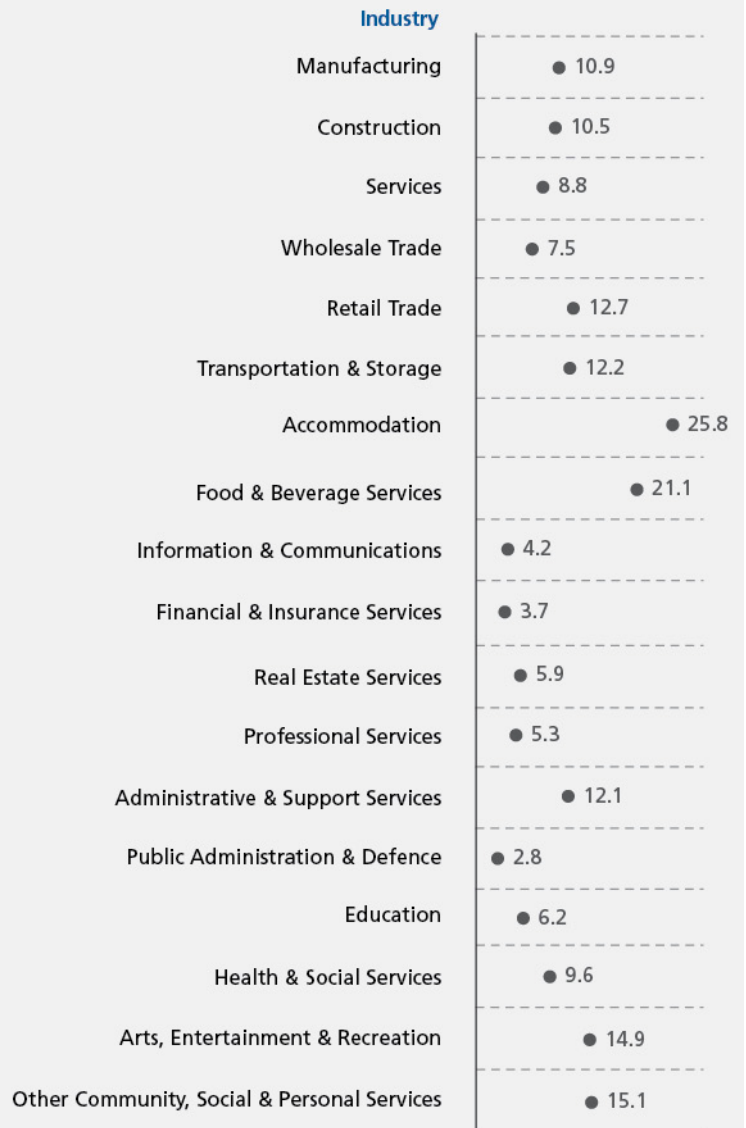 Industry
Manufacturing 10.9
Construction 10.5
Services 8.8
Wholesale Trade 7.5
Retail Trade 12.7
Transportation & Storage 12.2
Accommodation 25.8
Food & Beverage Services 21.1
Information & Communications 4.2
Financial & Insurance Services 3.7
Real Estate Services 5.9
Professional Services 5.3
Administrative & Support Services 12.1
Public Administration & Defence 2.8
Education 6.2
Health & Social Services 9.6
Arts, Entertainment & Recreation 14.9
Other Community, Social & Personal Services 15.1